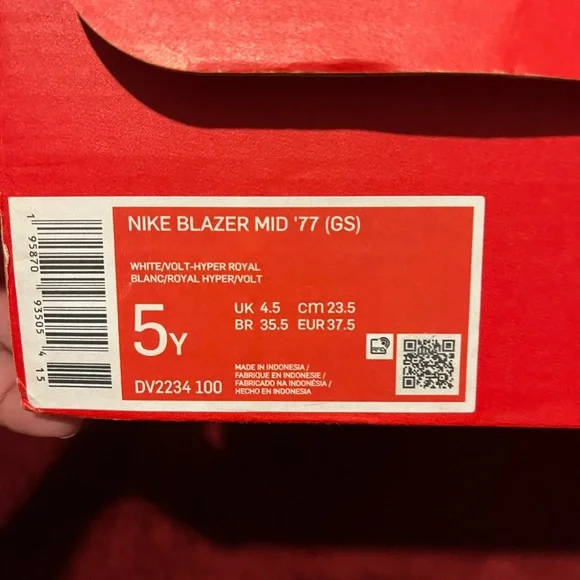 NIKE BLAZER MID '77 (GS)
WHITE/VOLT-HYPER ROYAL
BLANC/ROYAL HYPER/VOLT
5Y
UK 4.5 cm 23.5
BR 35.5 EUR 37.5
DV2234 100
MADE IN INDONESIA /
FABRIQUE EN INDONESIE /
FABRICADO NA INDONÉSIA /
HECHO EN INDONESIA
1 95870 93505 4 15